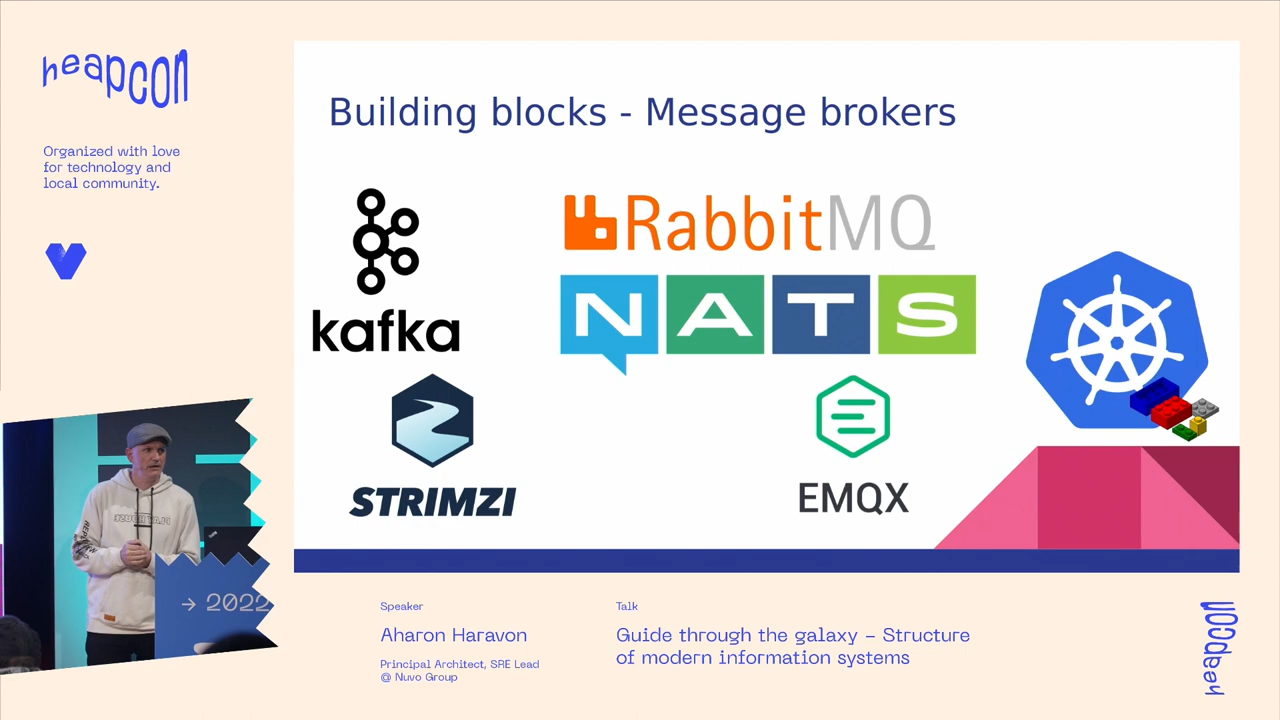 heapcon
Organized with love
for technology and
local community.
Building blocks - Message brokers
kafka
RabbitMQ
NATS
STRIMZI
EMQX
→ 2022
Speaker
Aharon Haravon
Principal Architect, SRE Lead
@ Nuvo Group
Talk
Guide through the galaxy – Structure
of modern information systems
heapcon